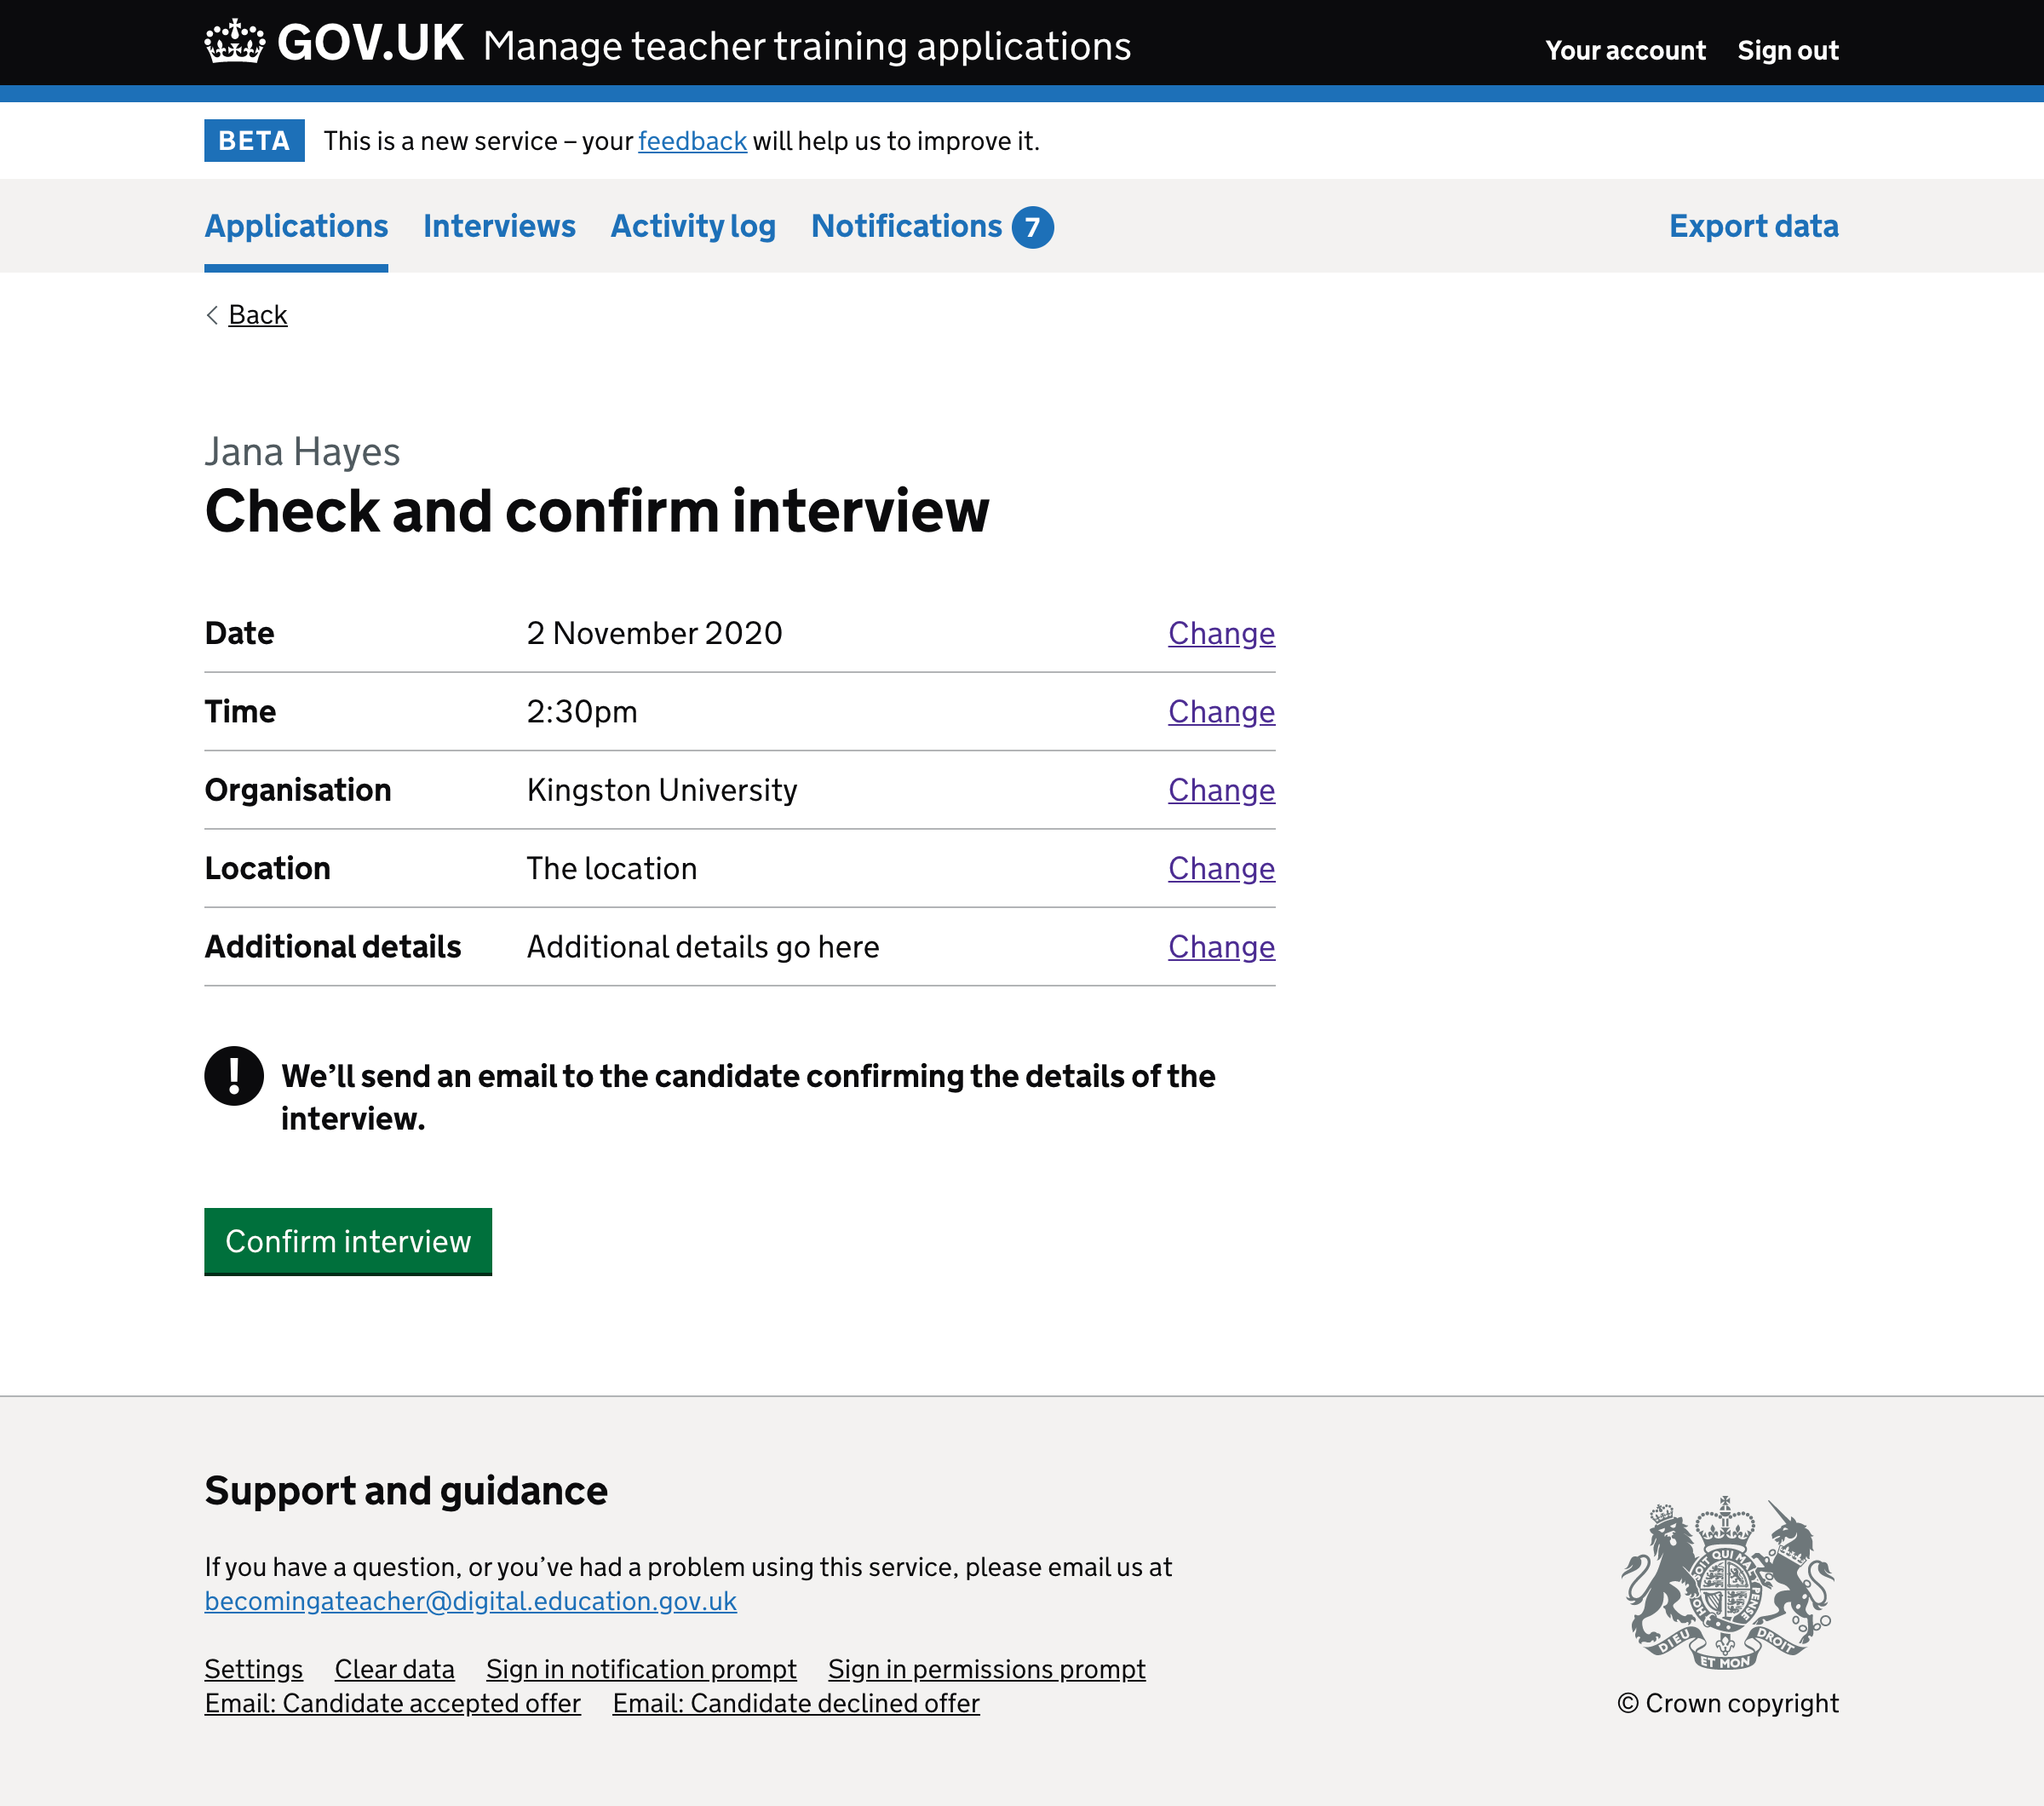 GOV.UK Manage teacher training applications Your account Sign out
BETA This is a new service – your feedback will help us to improve it.
Applications Interviews Activity log Notifications 7 Export data
Back
Jana Hayes
Check and confirm interview
Date 2 November 2020 Change
Time 2:30pm Change
Organisation Kingston University Change
Location The location Change
Additional details Additional details go here Change
! We’ll send an email to the candidate confirming the details of the
interview.
Confirm interview
Support and guidance
If you have a question, or you’ve had a problem using this service, please email us at
becomingateacher@digital.education.gov.uk
Settings Clear data Sign in notification prompt Sign in permissions prompt
Email: Candidate accepted offer Email: Candidate declined offer
DIEU ET MON DROIT
© Crown copyright